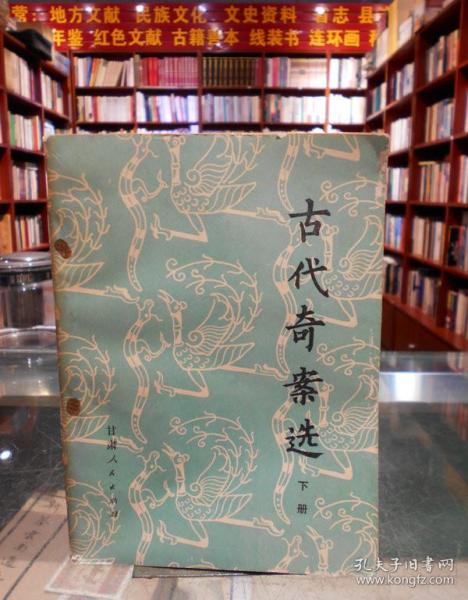 营：地方文献 民族文化 文史资料 省志 县
年鉴 红色文献 古籍善本 线装书 连环画
古代奇案选
下册
甘肃人民出版社
孔夫子旧书网
www.kongfz.com